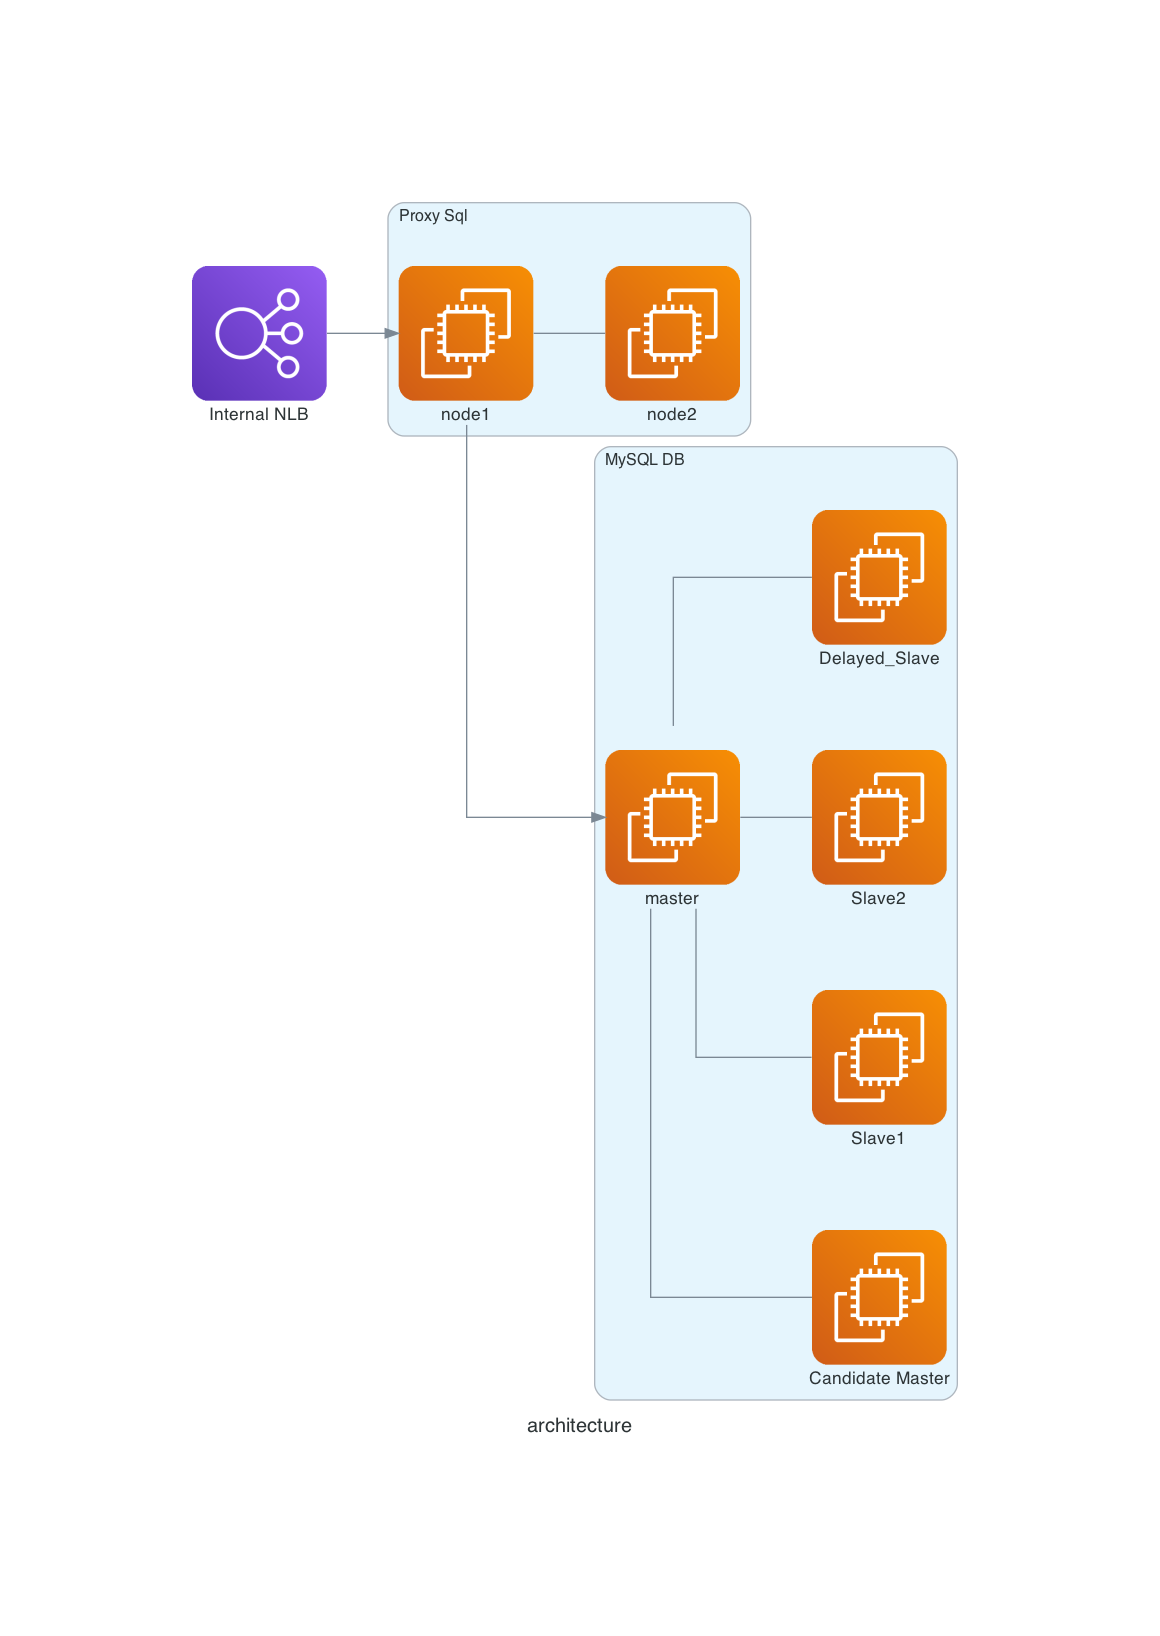 Proxy Sql
Internal NLB
node1
node2
MySQL DB
Delayed_Slave
master
Slave2
Slave1
Candidate Master
architecture